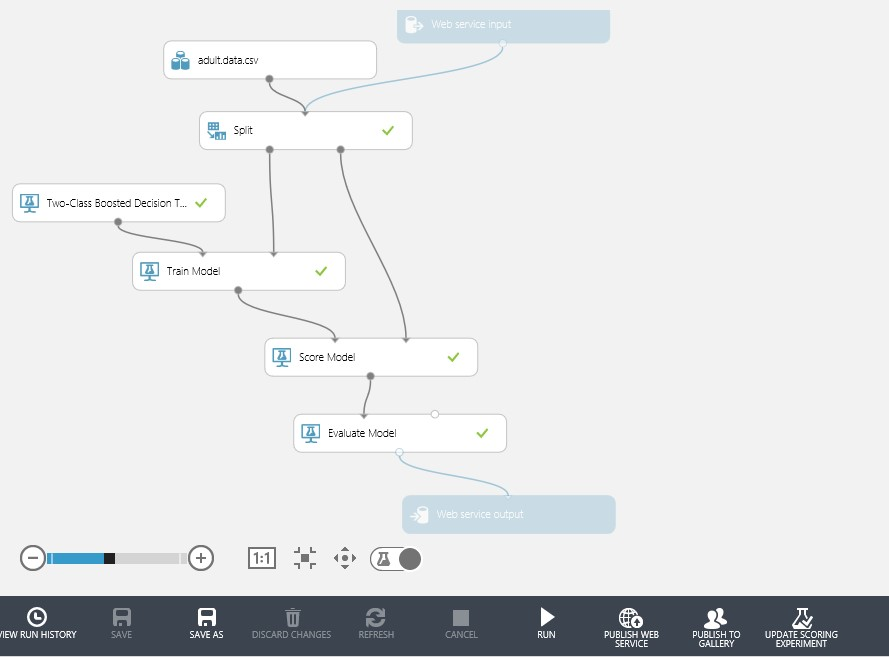 Web service input
adult.data.csv
Split
Two-Class Boosted Decision T...
Train Model
Score Model
Evaluate Model
Web service output
1:1
VIEW RUN HISTORY
SAVE
SAVE AS
DISCARD CHANGES
REFRESH
CANCEL
RUN
PUBLISH WEB
SERVICE
PUBLISH TO
GALLERY
UPDATE SCORING
EXPERIMENT